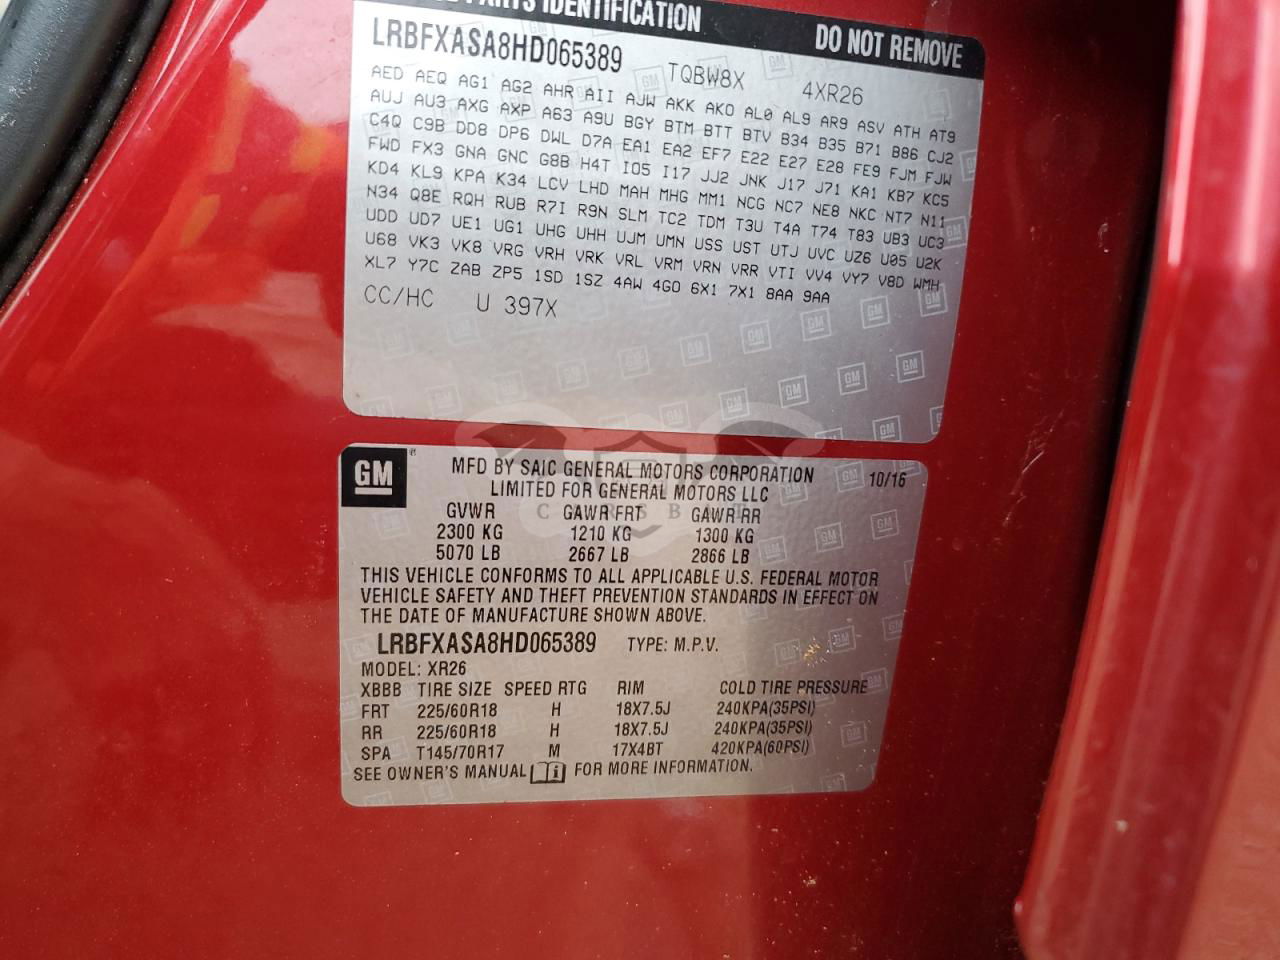 PARTS IDENTIFICATION DO NOT REMOVE
LRBFXASA8HD065389 TQBW8X 4XR26
AED AEQ AG1 AG2 AHR AII AJW AKK AKO AL0 AL9 AR9 ASV ATH AT9
AUJ AU3 AXG AXP A63 A9U BGY BTM BTT BTV B34 B35 B71 B86 CJ2
C4Q C9B DD8 DP6 DWL D7A EA1 EA2 EF7 E22 E27 E28 FE9 FJM FJW
FWD FX3 GNA GNC G8B H4T IO5 I17 JJ2 JNK J17 J71 KA1 KB7 KC5
KD4 KL9 KPA K34 LCV LHD MAH MHG MM1 NCG NC7 NE8 NKC NT7 N11
N34 Q8E RQH RUB R7I R9N SLM TC2 TDM T3U T4A T74 T83 UB3 UC3
UDD UD7 UE1 UG1 UHG UHH UJM UMN USS UST UTJ UVC UZ6 U05 U2K
U68 VK3 VK8 VRG VRH VRK VRL VRM VRN VRR VTI VV4 VY7 V8D WMH
XL7 Y7C ZAB ZP5 1SD 1SZ 4AW 4GO 6X1 7X1 8AA 9AA
CC/HC U 397X
GM
MFD BY SAIC GENERAL MOTORS CORPORATION 10/16
LIMITED FOR GENERAL MOTORS LLC
GVWR GAWR FRT GAWR RR
2300 KG 1210 KG 1300 KG
5070 LB 2667 LB 2866 LB
THIS VEHICLE CONFORMS TO ALL APPLICABLE U.S. FEDERAL MOTOR
VEHICLE SAFETY AND THEFT PREVENTION STANDARDS IN EFFECT ON
THE DATE OF MANUFACTURE SHOWN ABOVE.
LRBFXASA8HD065389 TYPE: M.P.V.
MODEL: XR26
XBBB TIRE SIZE SPEED RTG RIM COLD TIRE PRESSURE
FRT 225/60R18 H 18X7.5J 240KPA(35PSI)
RR 225/60R18 H 18X7.5J 240KPA(35PSI)
SPA T145/70R17 M 17X4BT 420KPA(60PSI)
SEE OWNER'S MANUAL FOR MORE INFORMATION.